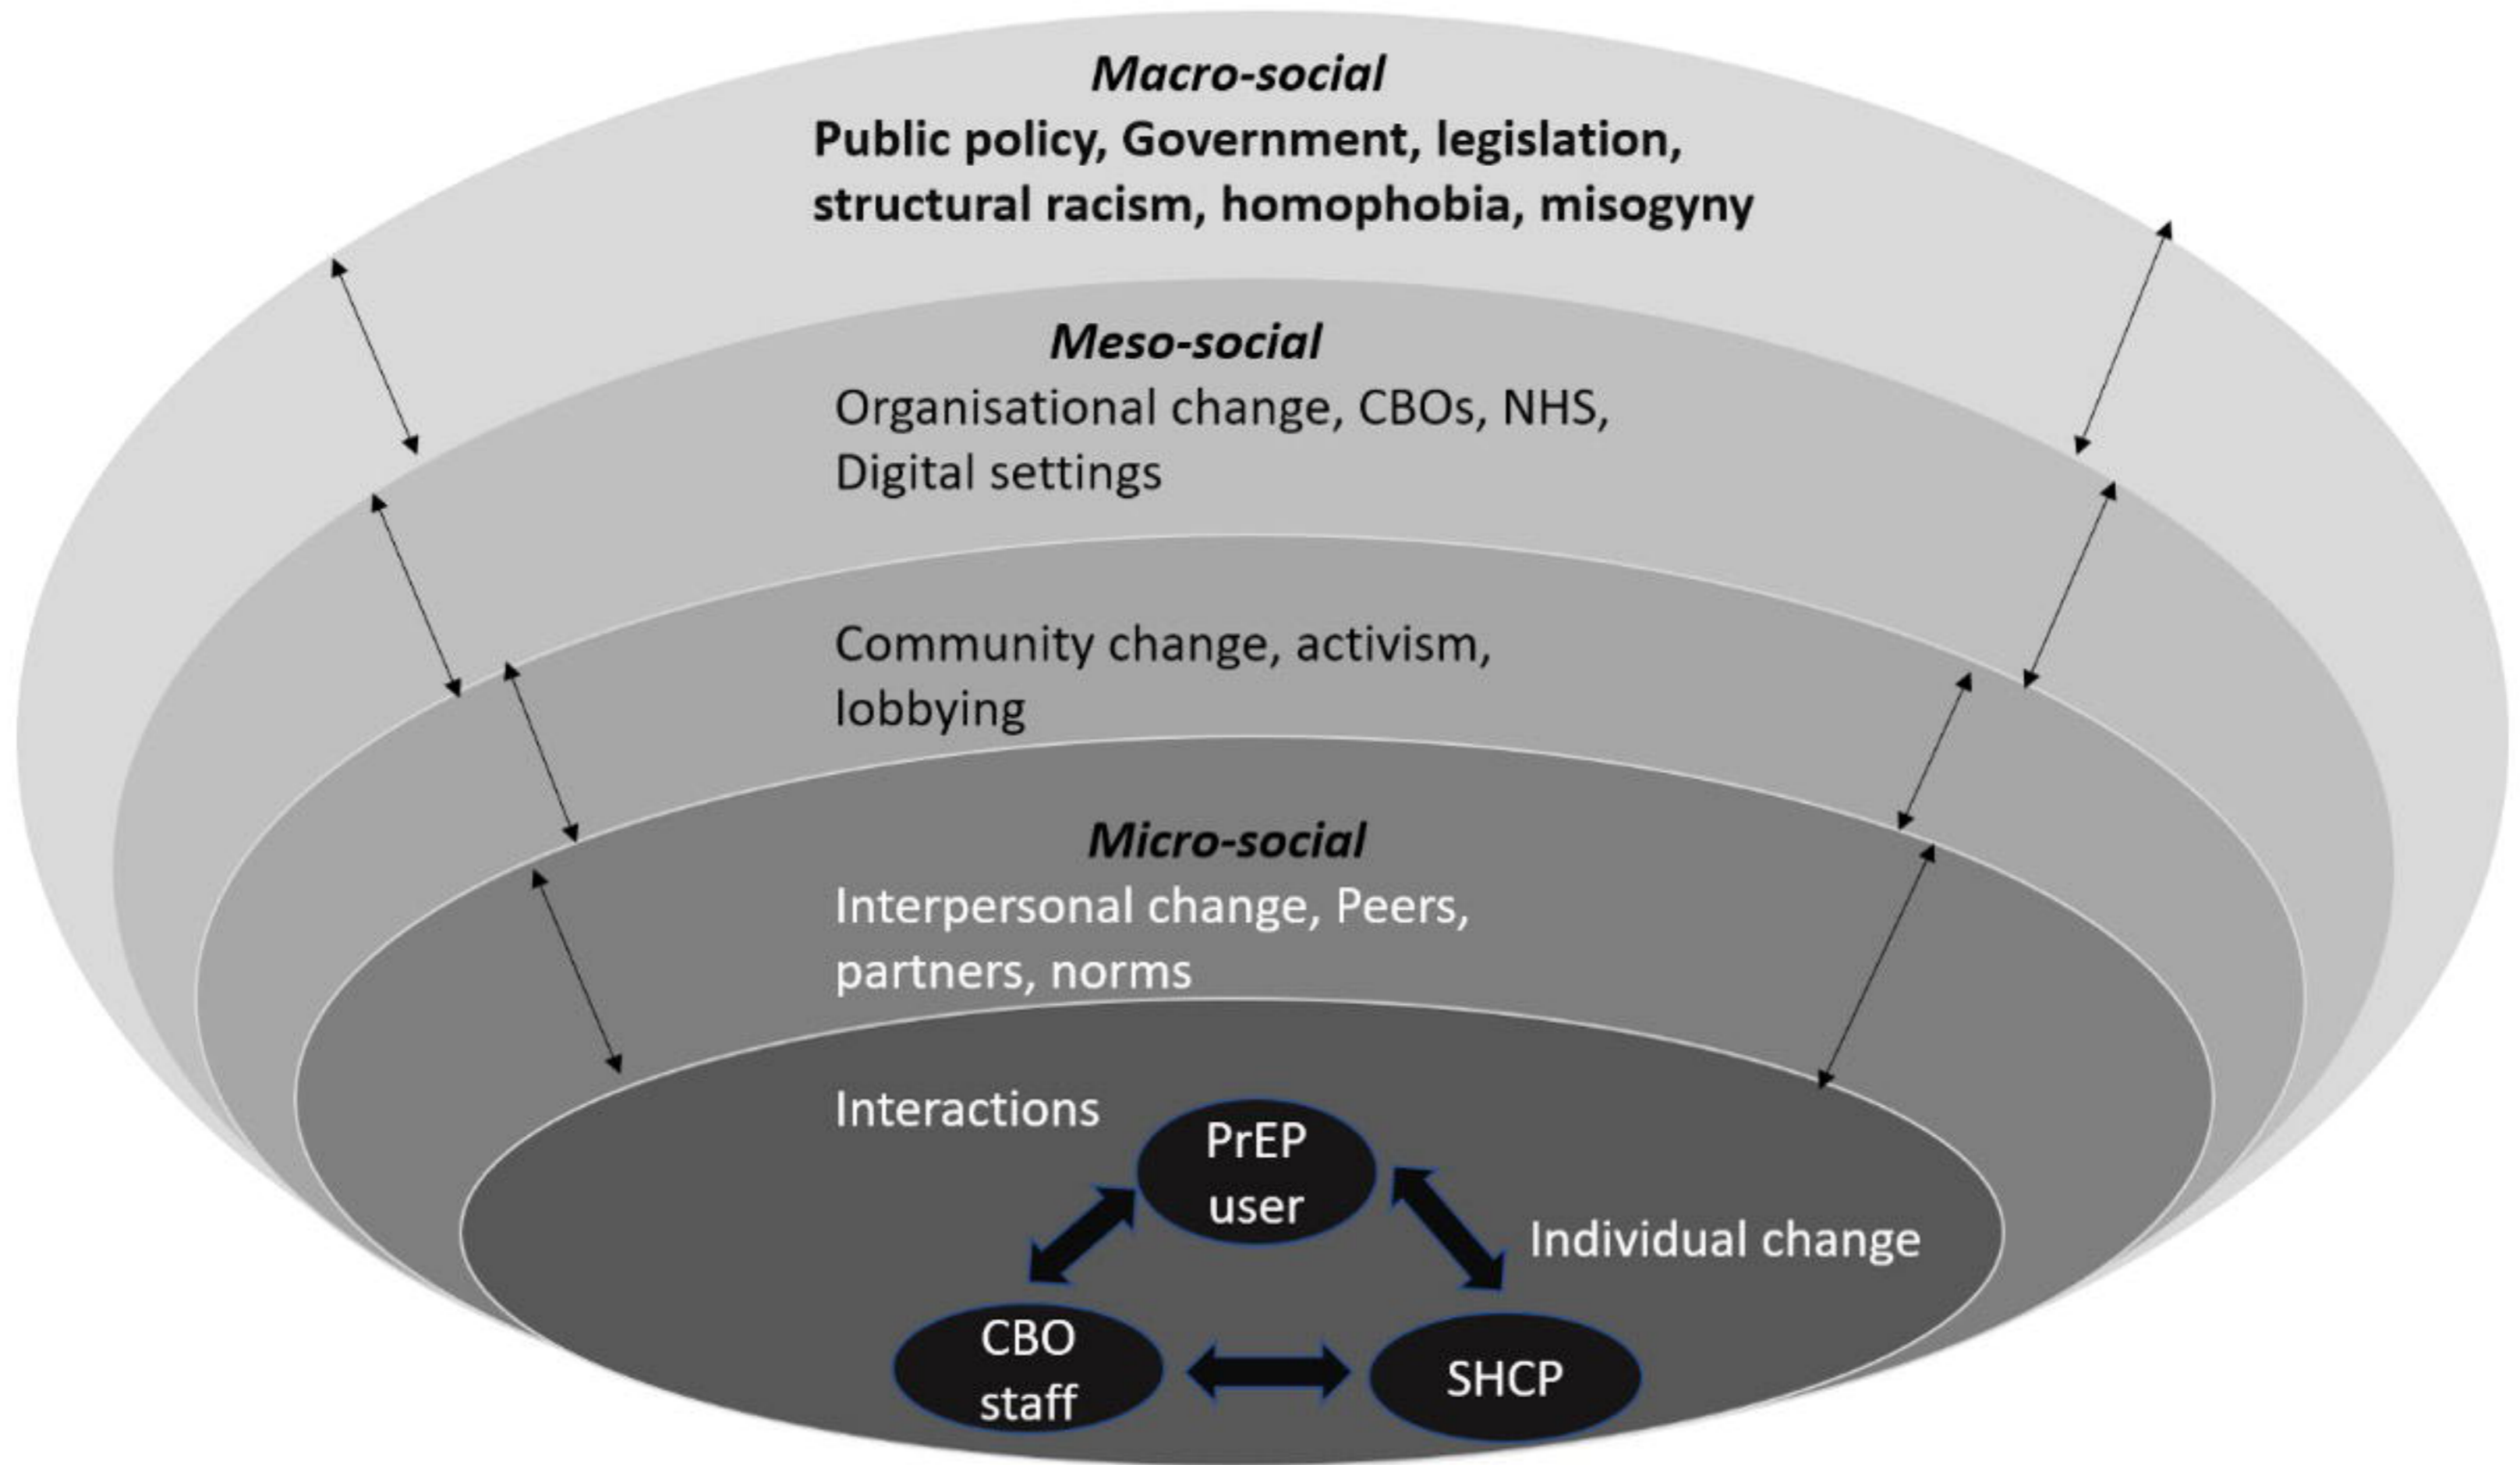 Macro-social
Public policy, Government, legislation,
structural racism, homophobia, misogyny
Meso-social
Organisational change, CBOs, NHS,
Digital settings
Community change, activism,
lobbying
Micro-social
Interpersonal change, Peers,
partners, norms
Interactions
PrEP
user
Individual change
CBO
staff
SHCP